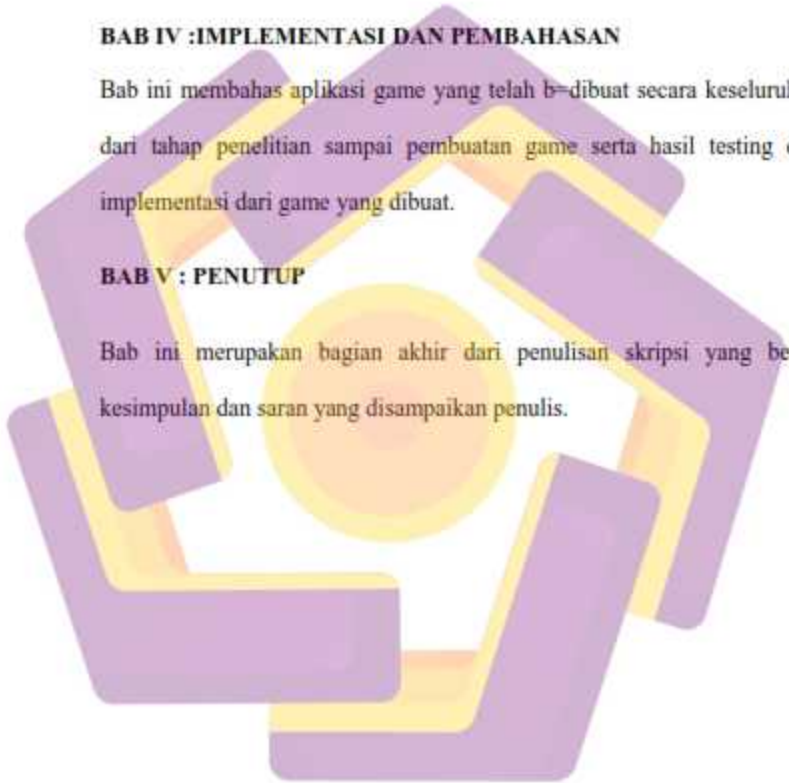 BAB IV :IMPLEMENTASI DAN PEMBAHASAN
Bab ini membahas aplikasi game yang telah b=dibuat secara keseluruh
dari tahap penelitian sampai pembuatan game serta hasil testing
implementasi dari game yang dibuat.
BAB V : PENUTUP
Bab ini merupakan bagian akhir dari penulisan skripsi yang be
kesimpulan dan saran yang disampaikan penulis.